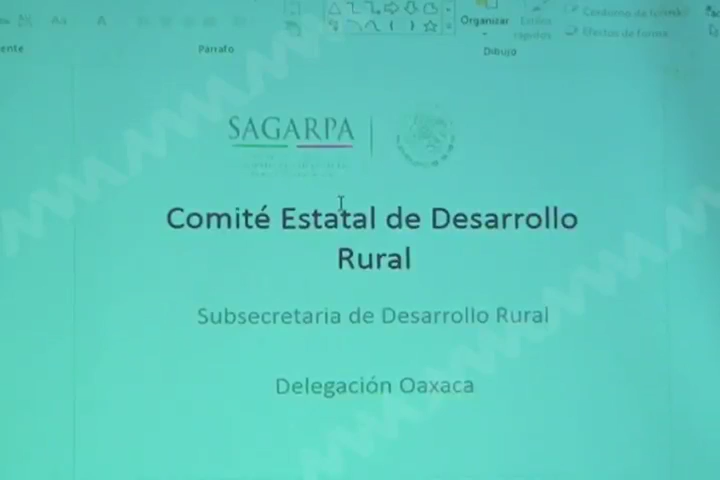 Organizar
Párrafo
Dibujo
SAGARPA
Comité Estatal de Desarrollo
Rural
Subsecretaria de Desarrollo Rural
Delegación Oaxaca